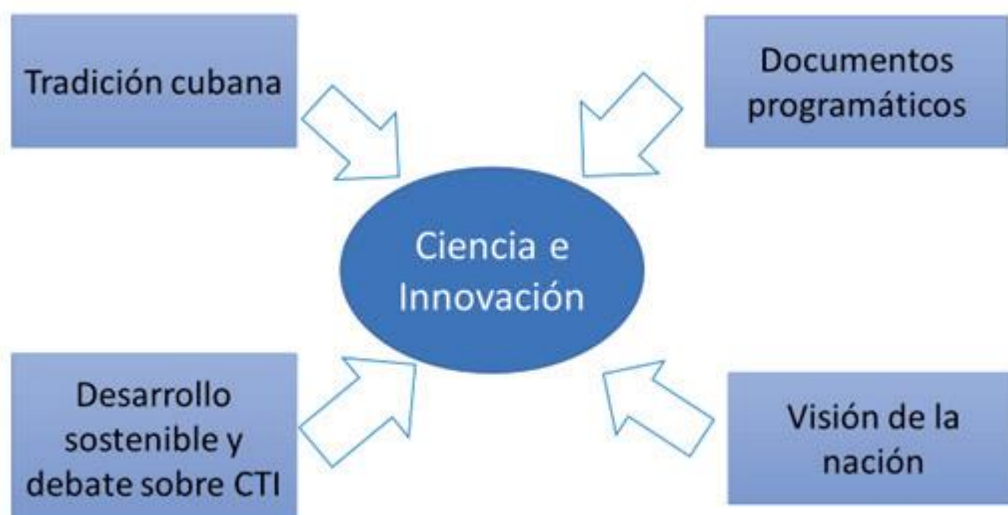 Tradición cubana
Documentos
programáticos
Ciencia e
Innovación
Desarrollo
sostenible y
debate sobre CTI
Visión de la
nación